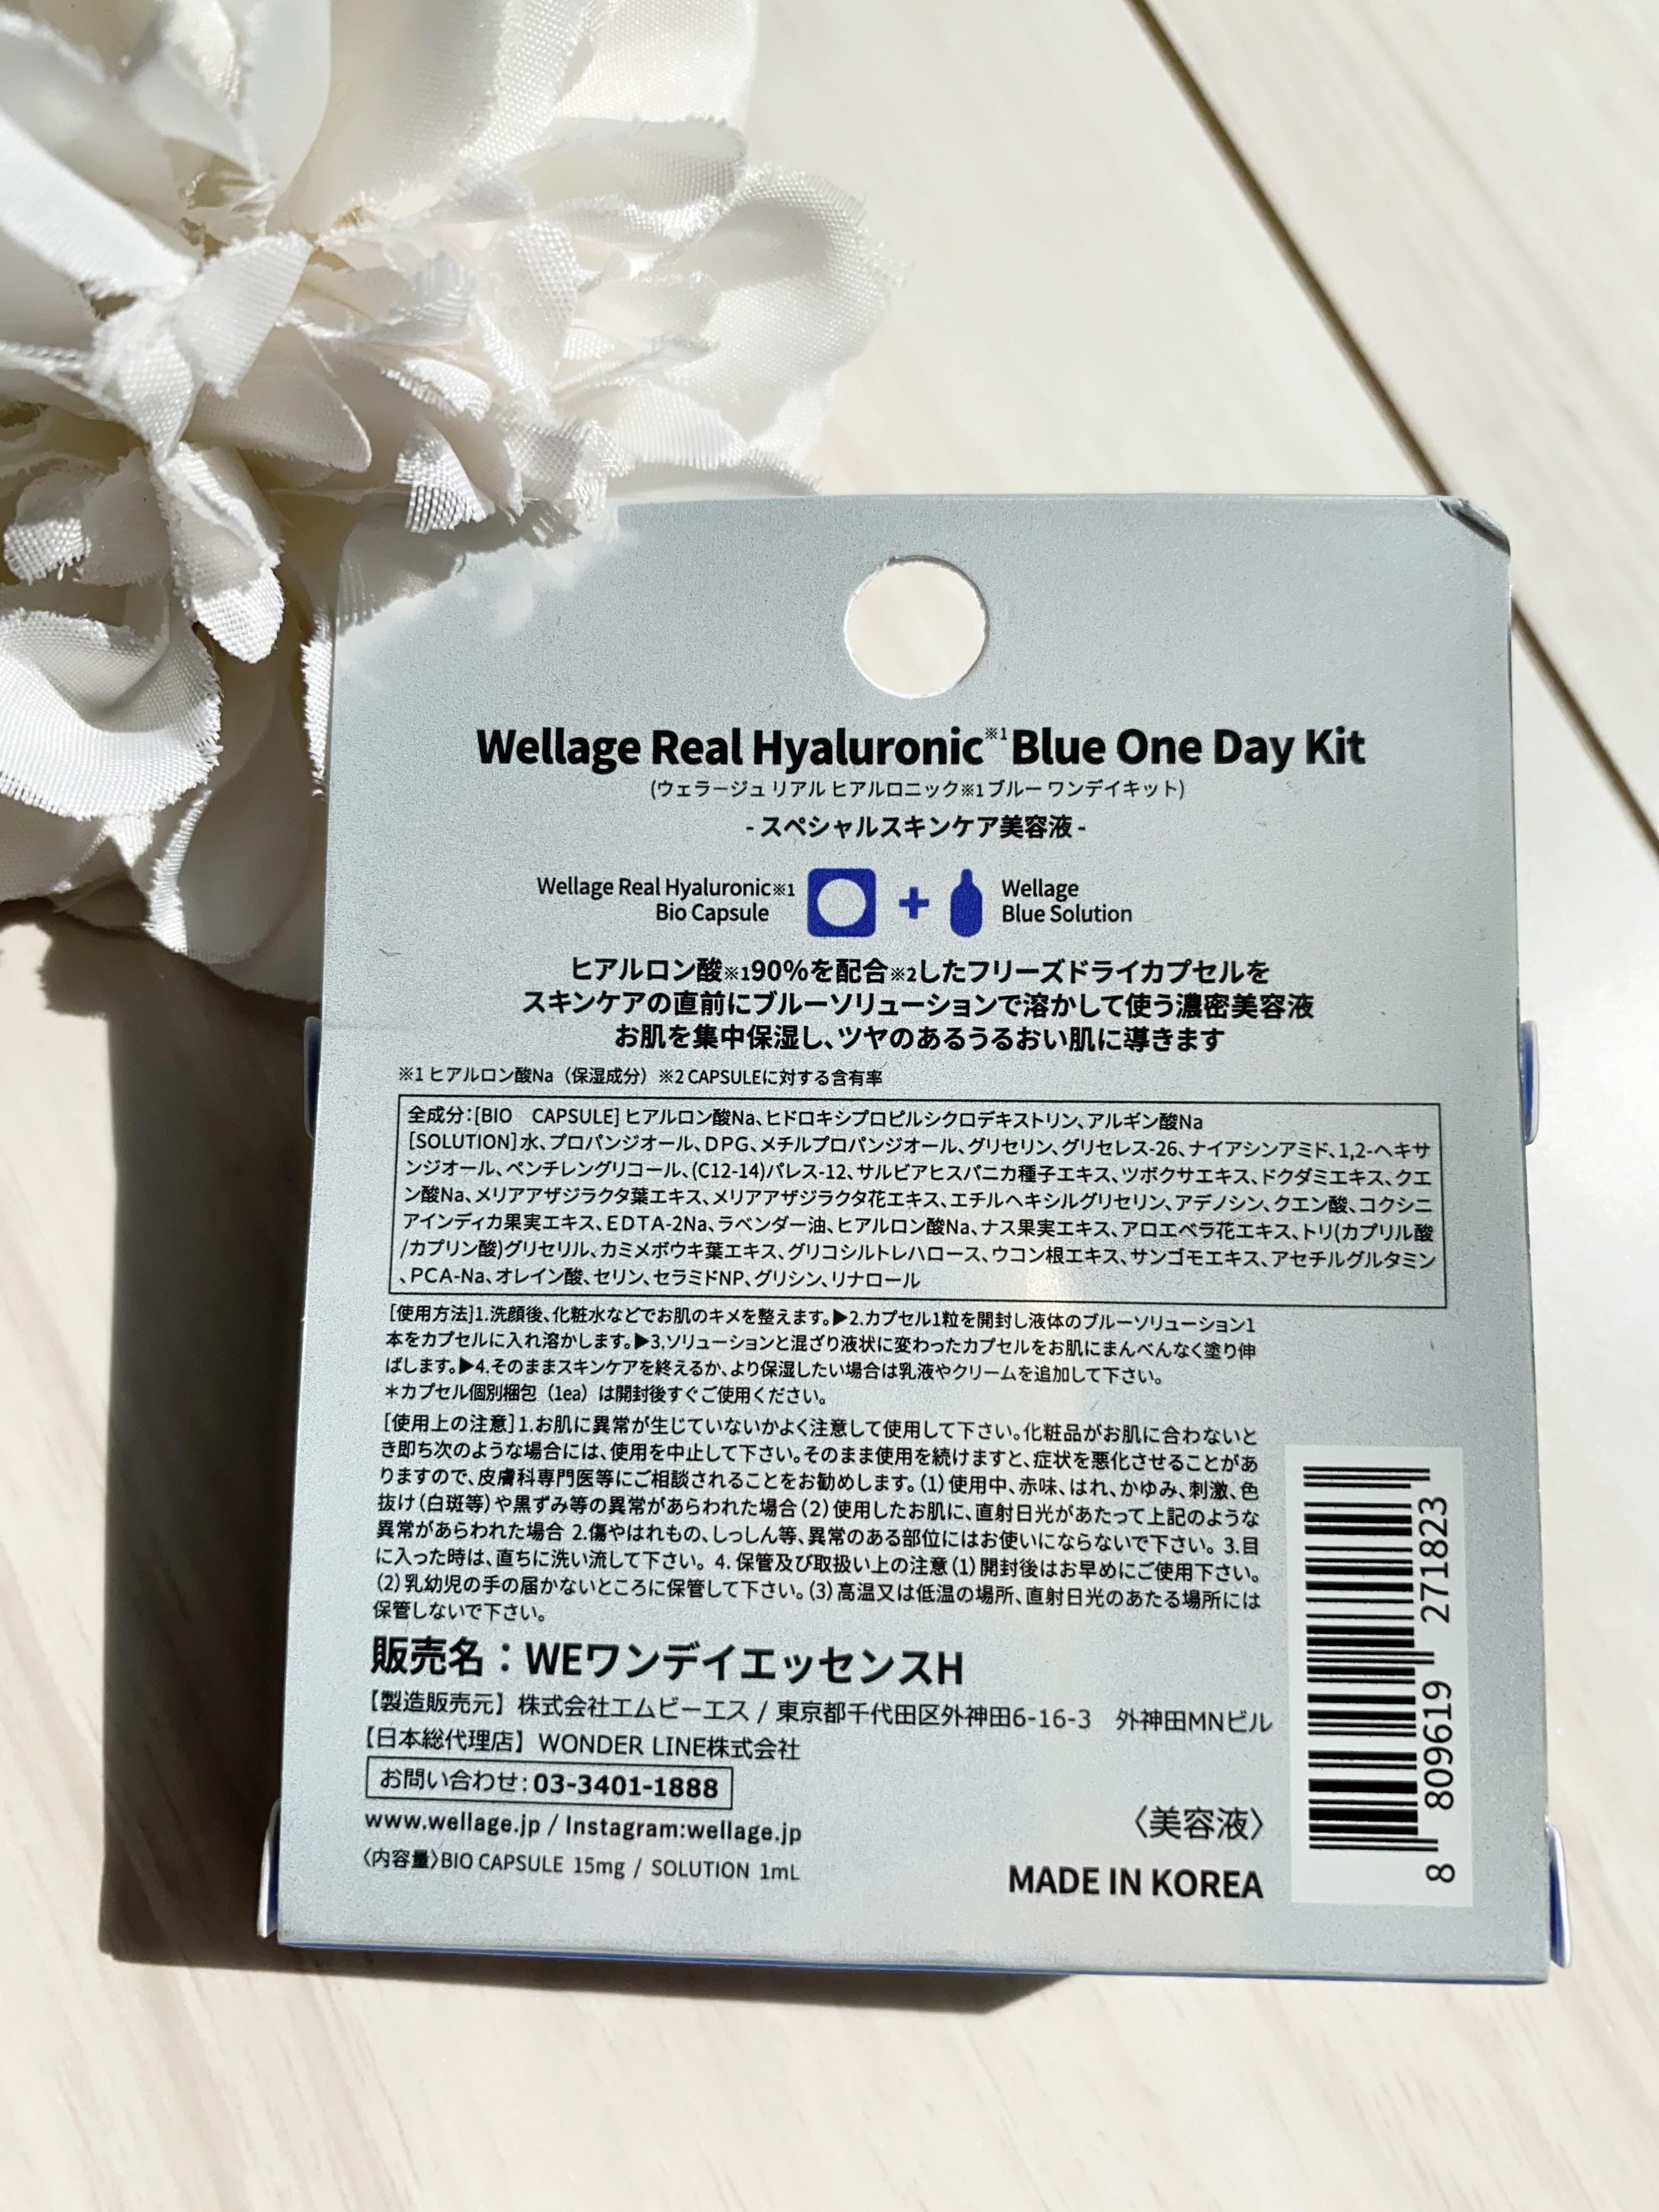 Wellage Real Hyaluronic※1 Blue One Day Kit
(ウェラージュ リアル ヒアルロニック※1 ブルー ワンデイキット)
- スペシャルスキンケア美容液 -
Wellage Real Hyaluronic※1
Bio Capsule
+
Wellage
Blue Solution
ヒアルロン酸※190%を配合※2したフリーズドライカプセルを
スキンケアの直前にブルーソリューションで溶かして使う濃密美容液
お肌を集中保湿し、ツヤのあるうるおい肌に導きます
※1 ヒアルロン酸Na（保湿成分）※2 CAPSULEに対する含有率
全成分：[BIO　CAPSULE] ヒアルロン酸Na、ヒドロキシプロピルシクロデキストリン、アルギン酸Na
[SOLUTION]水、プロパンジオール、DPG、メチルプロパンジオール、グリセリン、グリセレス-26、ナイアシンアミド、1,2-ヘキサ
ンジオール、ペンチレングリコール、(C12-14)パレス-12、サルビアヒスパニカ種子エキス、ツボクサエキス、ドクダミエキス、クエ
ン酸Na、メリアアザジラクタ葉エキス、メリアアザジラクタ花エキス、エチルヘキシルグリセリン、アデノシン、クエン酸、コクシニ
アインディカ果実エキス、EDTA-2Na、ラベンダー油、ヒアルロン酸Na、ナス果実エキス、アロエベラ花エキス、トリ(カプリル酸
/カプリン酸)グリセリル、カミメボウキ葉エキス、グリコシルトレハロース、ウコン根エキス、サンゴモエキス、アセチルグルタミン
、PCA-Na、オレイン酸、セリン、セラミドNP、グリシン、リナロール
[使用方法]1.洗顔後、化粧水などでお肌のキメを整えます。▶2.カプセル1粒を開封し液体のブルーソリューション1
本をカプセルに入れ溶かします。▶3.ソリューションと混ざり液状に変わったカプセルをお肌にまんべんなく塗り伸
ばします。▶4.そのままスキンケアを終えるか、より保湿したい場合は乳液やクリームを追加して下さい。
＊カプセル個別梱包（1ea）は開封後すぐご使用ください。
[使用上の注意]1.お肌に異常が生じていないかよく注意して使用して下さい。化粧品がお肌に合わないと
き即ち次のような場合には、使用を中止して下さい。そのまま使用を続けますと、症状を悪化させることがあ
りますので、皮膚科専門医等にご相談されることをお勧めします。(1)使用中、赤味、はれ、かゆみ、刺激、色
抜け(白斑等)や黒ずみ等の異常があらわれた場合(2)使用したお肌に、直射日光があたって上記のような
異常があらわれた場合 2.傷やはれもの、しっしん等、異常のある部位にはお使いにならないで下さい。 3.目
に入った時は、直ちに洗い流して下さい。 4. 保管及び取扱い上の注意(1)開封後はお早めにご使用下さい。
(2)乳幼児の手の届かないところに保管して下さい。(3)高温又は低温の場所、直射日光のあたる場所には
保管しないで下さい。
販売名：WEワンデイエッセンスH
【製造販売元】株式会社エムビーエス / 東京都千代田区外神田6-16-3　外神田MNビル
【日本総代理店】WONDER LINE株式会社
お問い合わせ：03-3401-1888
www.wellage.jp / Instagram:wellage.jp
〈内容量〉BIO CAPSULE 15mg / SOLUTION 1mL
〈美容液〉
MADE IN KOREA
8 809619 271823